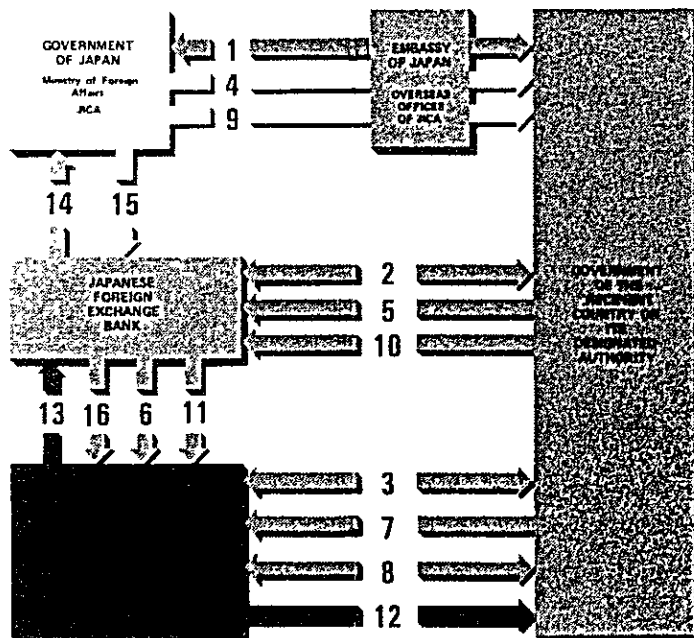 GOVERNMENT
OF JAPAN
Ministry of Foreign
Affairs
JICA
1
4
9
EMBASSY
OF JAPAN
OVERSEAS
OFFICES
OF JICA
14
15
JAPANESE
FOREIGN
EXCHANGE
BANK
2
5
10
GOVERNMENT
OF THE
RECIPIENT
COUNTRY OR
ITS
DESIGNATED
AUTHORITY
13
16
6
11
3
7
8
12